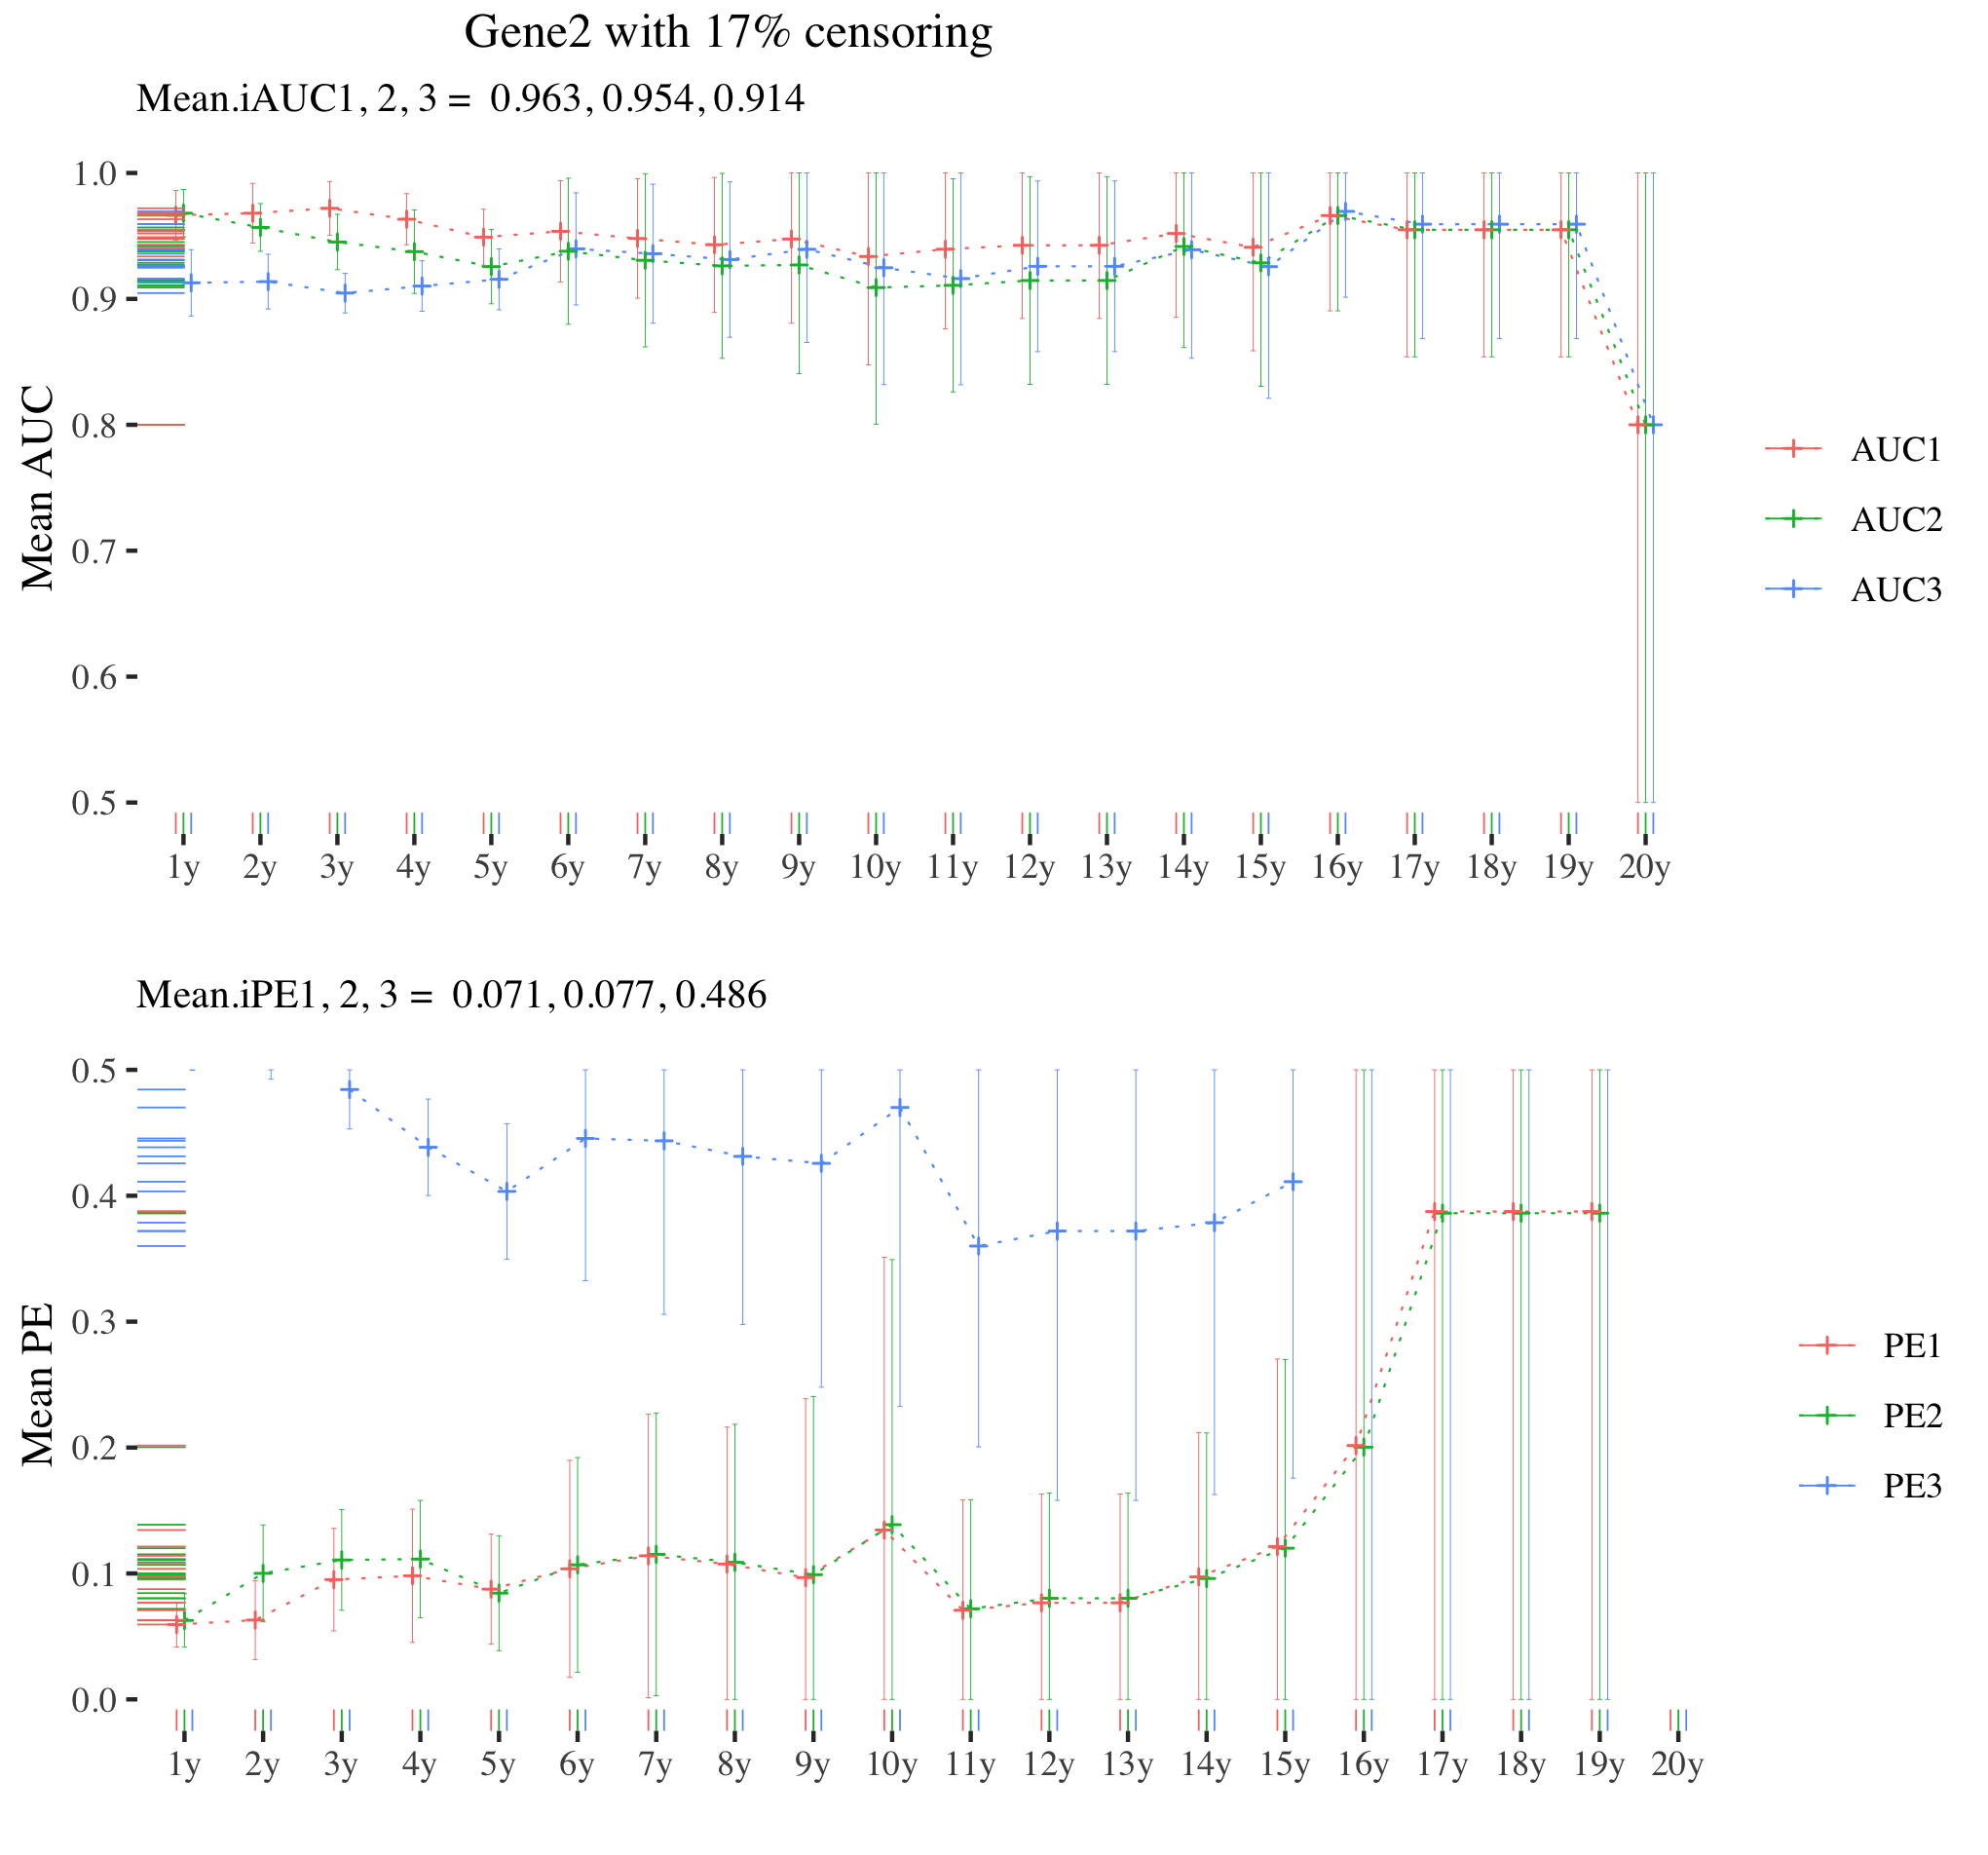 Gene2 with 17% censoring
Mean.iAUC1, 2, 3 = 0.963, 0.954, 0.914
Mean AUC
1.0
0.9
0.8
0.7
0.6
0.5
1y 2y 3y 4y 5y 6y 7y 8y 9y 10y 11y 12y 13y 14y 15y 16y 17y 18y 19y 20y
AUC1
AUC2
AUC3
Mean.iPE1, 2, 3 = 0.071, 0.077, 0.486
Mean PE
0.5
0.4
0.3
0.2
0.1
0.0
1y 2y 3y 4y 5y 6y 7y 8y 9y 10y 11y 12y 13y 14y 15y 16y 17y 18y 19y 20y
PE1
PE2
PE3